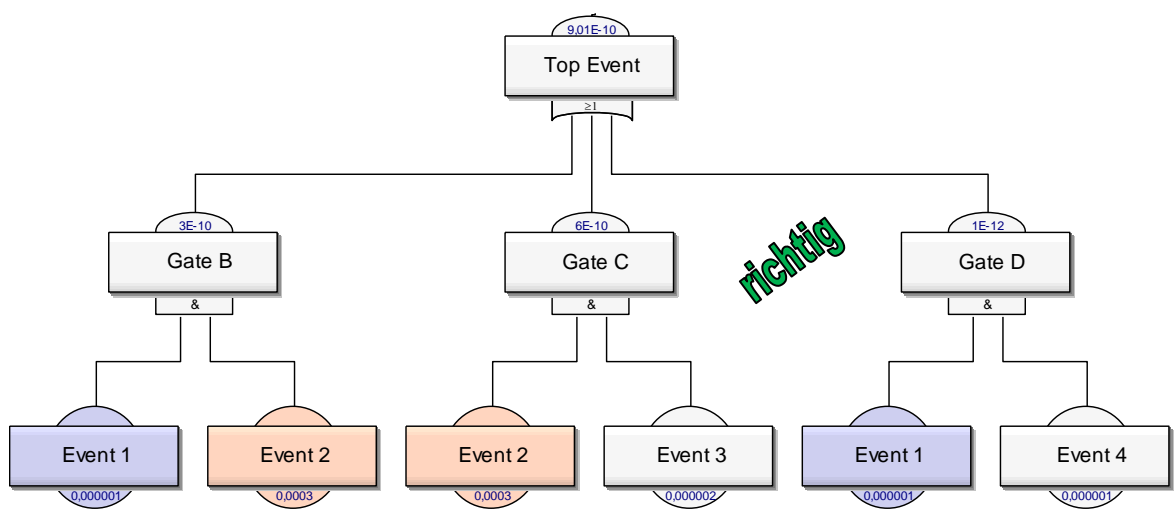 9,01E-10
Top Event
≥1
3E-10
Gate B
&
6E-10
Gate C
&
richtig
1E-12
Gate D
&
Event 1
0,000001
Event 2
0,0003
Event 2
0,0003
Event 3
0,000002
Event 1
0,000001
Event 4
0,000001